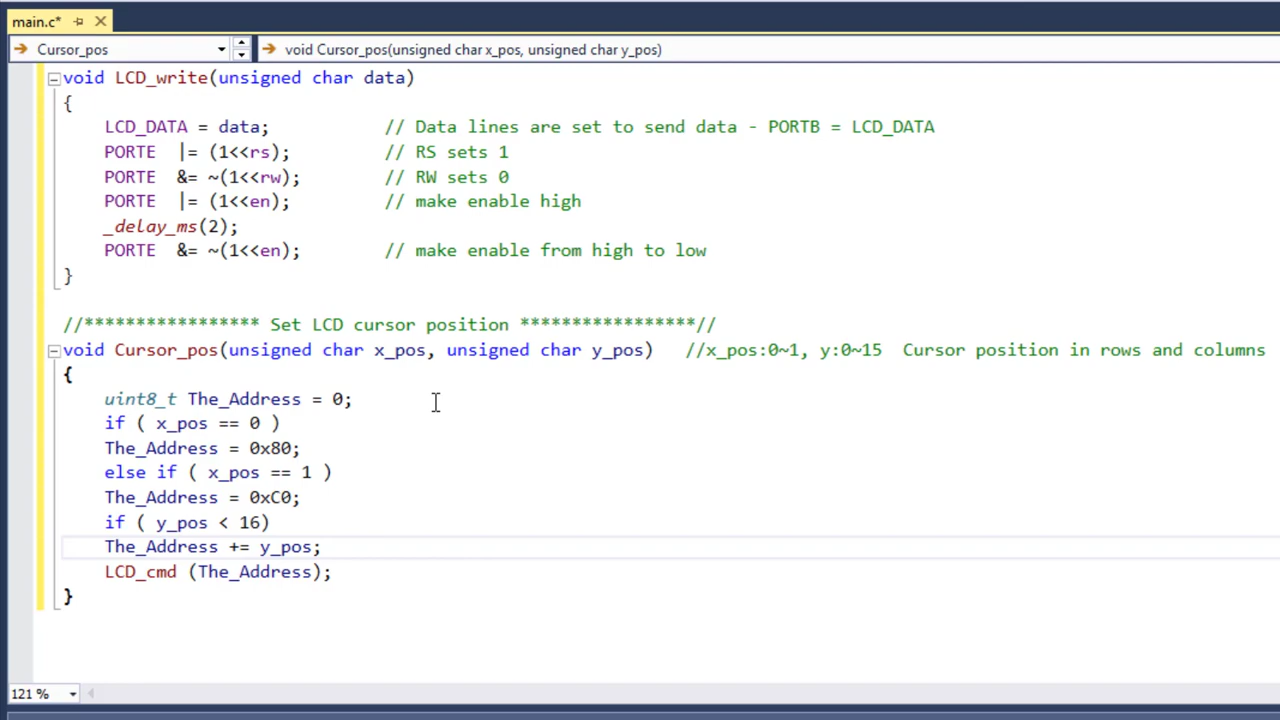 main.c*
Cursor_pos
void Cursor_pos(unsigned char x_pos, unsigned char y_pos)
void LCD_write(unsigned char data)
{
LCD_DATA = data; // Data lines are set to send data - PORTB = LCD_DATA
PORTE |= (1<<rs); // RS sets 1
PORTE &= ~(1<<rw); // RW sets 0
PORTE |= (1<<en); // make enable high
_delay_ms(2);
PORTE &= ~(1<<en); // make enable from high to low
}
//***************** Set LCD cursor position *****************//
void Cursor_pos(unsigned char x_pos, unsigned char y_pos) //x_pos:0~1, y:0~15 Cursor position in rows and columns
{
uint8_t The_Address = 0;
if ( x_pos == 0 )
The_Address = 0x80;
else if ( x_pos == 1 )
The_Address = 0xC0;
if ( y_pos < 16)
The_Address += y_pos;
LCD_cmd (The_Address);
}
121 %